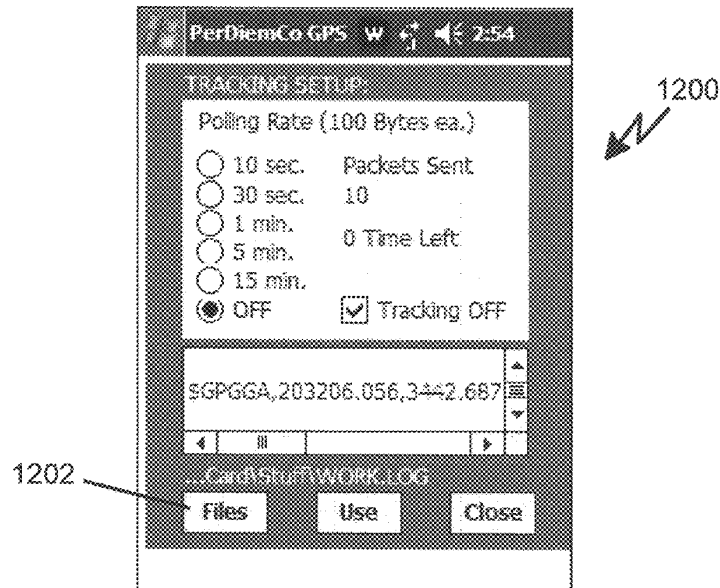 PerDiemCo GPS W 2:54
TRACKING SETUP:
1200
Polling Rate (100 Bytes ea.)
10 sec. Packets Sent
30 sec. 10
1 min.
5 min. 0 Time Left
15 min.
OFF Tracking OFF
$GPGGA,203206.056,3442.687
...Card\Stuff\WORK.LOG
1202
Files Use Close